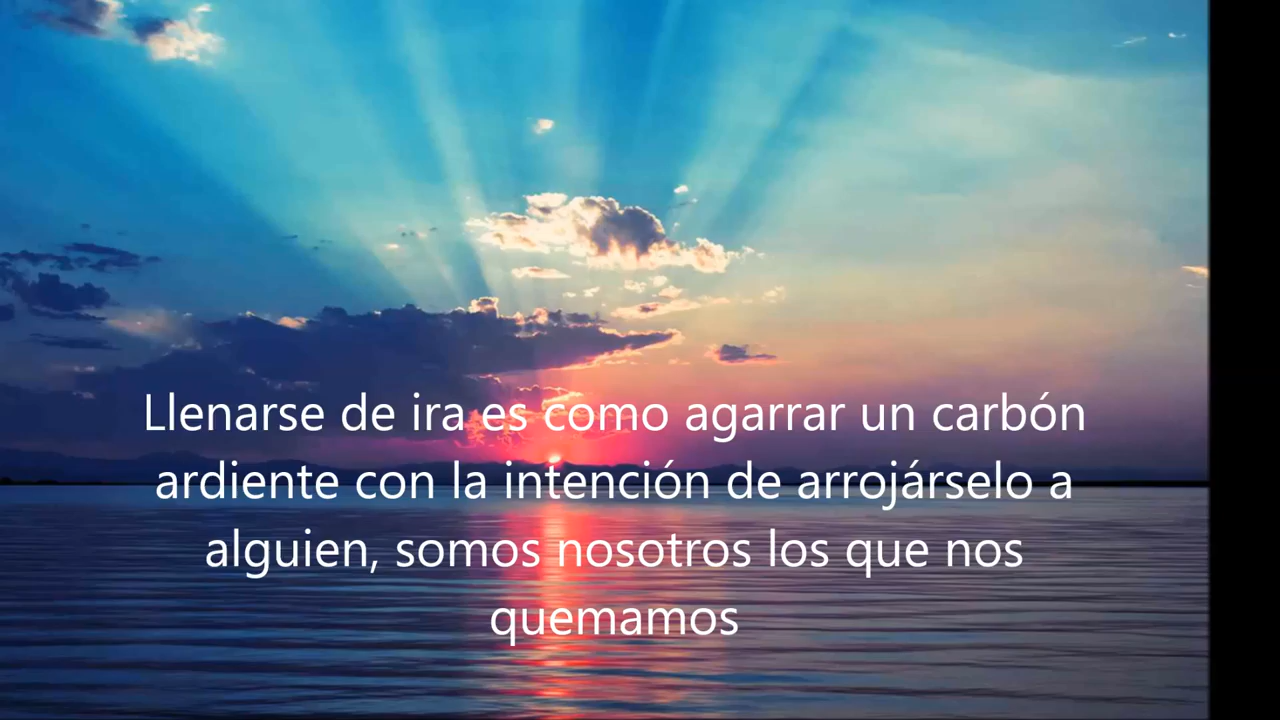 Llenarse de ira es como agarrar un carbón
ardiente con la intención de arrojárselo a
alguien, somos nosotros los que nos
quemamos